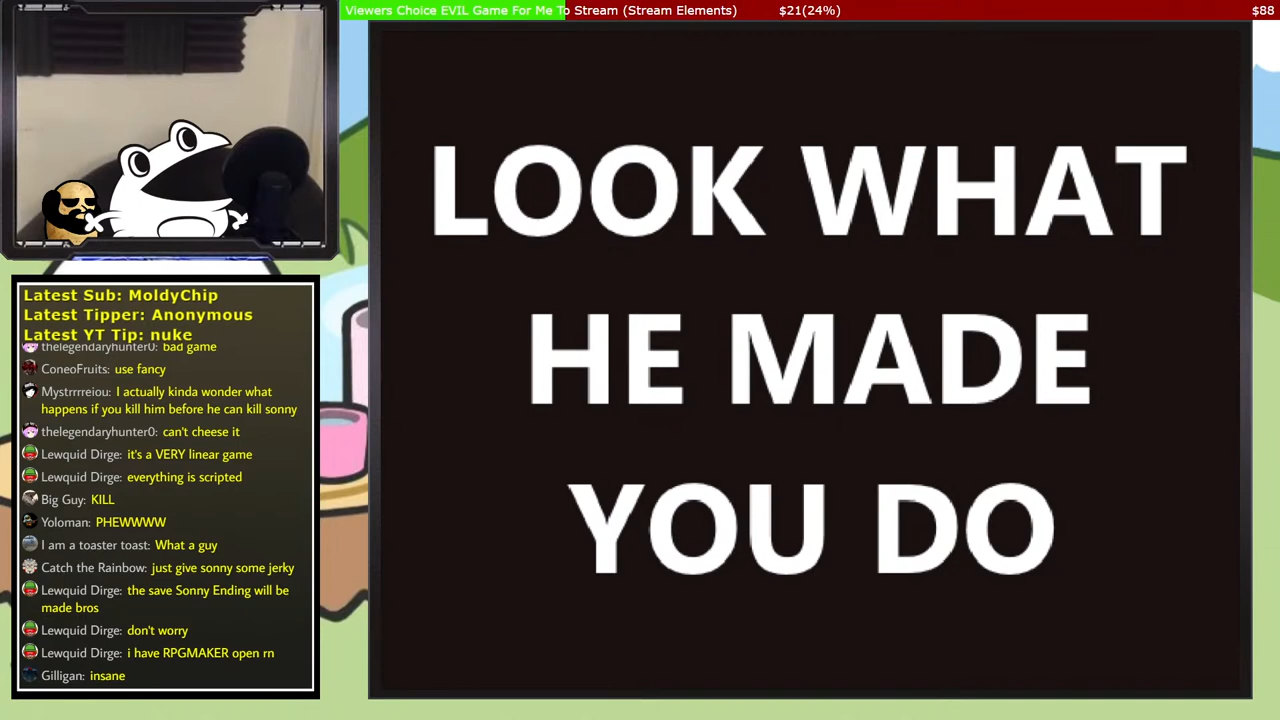 Viewers Choice EVIL Game For Me To Stream (Stream Elements) $21(24%) $88
LOOK WHAT
HE MADE
YOU DO
Latest Sub: MoldyChip
Latest Tipper: Anonymous
Latest YT Tip: nuke
thelegendaryhunter0: bad game
ConeoFruits: use fancy
Mystrrrreiou: I actually kinda wonder what
happens if you kill him before he can kill sonny
thelegendaryhunter0: can't cheese it
Lewquid Dirge: it's a VERY linear game
Lewquid Dirge: everything is scripted
Big Guy: KILL
Yoloman: PHEWWWW
I am a toaster toast: What a guy
Catch the Rainbow: just give sonny some jerky
Lewquid Dirge: the save Sonny Ending will be
made bros
Lewquid Dirge: don't worry
Lewquid Dirge: i have RPGMAKER open rn
Gilligan: insane